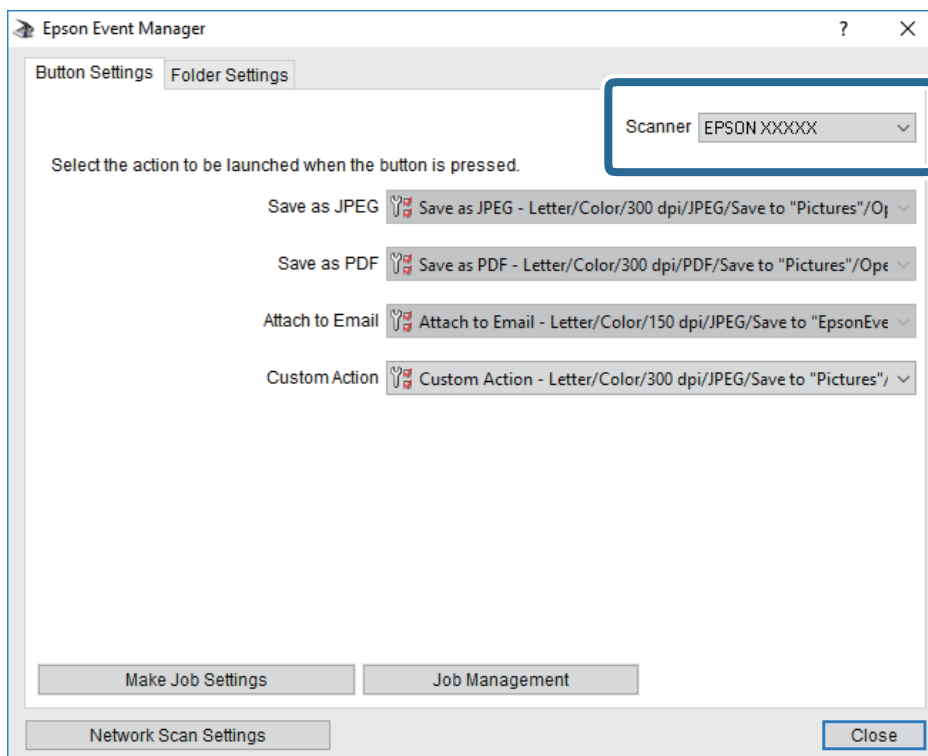 Epson Event Manager
Button Settings Folder Settings
Scanner EPSON XXXXX
Select the action to be launched when the button is pressed.
Save as JPEG Save as JPEG - Letter/Color/300 dpi/JPEG/Save to "Pictures"/Op
Save as PDF Save as PDF - Letter/Color/300 dpi/PDF/Save to "Pictures"/Ope
Attach to Email Attach to Email - Letter/Color/150 dpi/JPEG/Save to "EpsonEve
Custom Action Custom Action - Letter/Color/300 dpi/JPEG/Save to "Pictures"/
Make Job Settings Job Management
Network Scan Settings Close